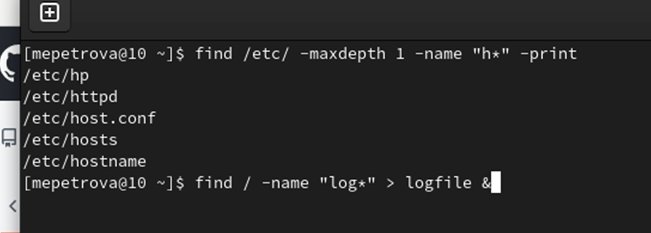 [mepetrova@10 ~]$ find /etc/ -maxdepth 1 -name "h*" -print
/etc/hp
/etc/httpd
/etc/host.conf
/etc/hosts
/etc/hostname
[mepetrova@10 ~]$ find / -name "log*" > logfile &